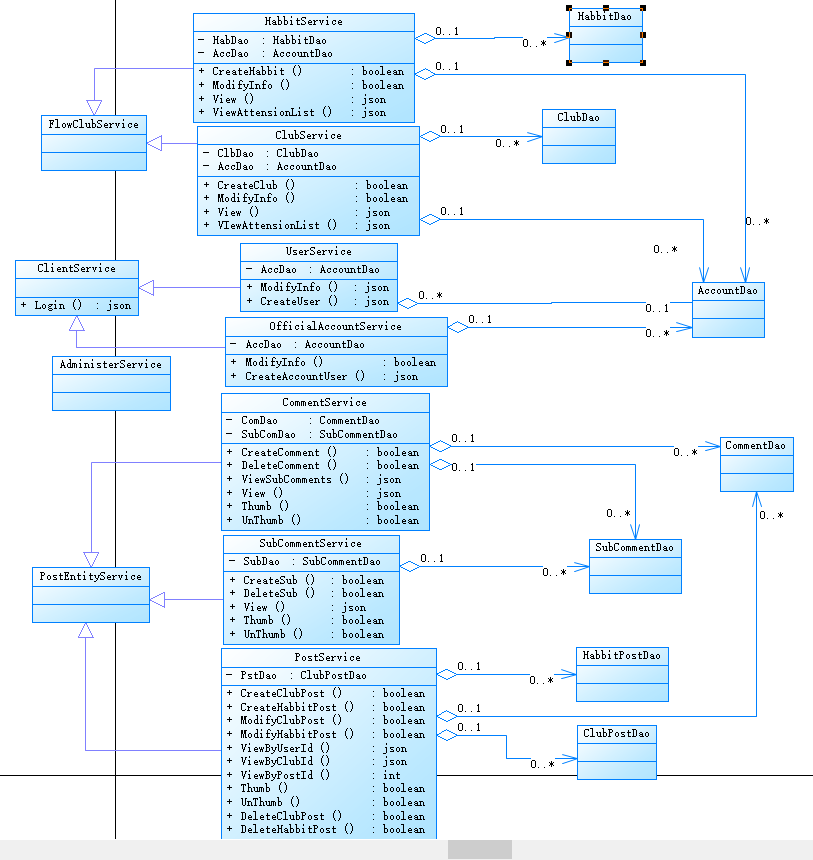 HabbitService
- HabDao : HabbitDao
- AccDao : AccountDao
+ CreateHabbit () : boolean
+ ModifyInfo () : boolean
+ View () : json
+ ViewAttensionList () : json
0..1
0..*
HabbitDao
0..1
0..*
FlowClubService
ClubService
- ClbDao : ClubDao
- AccDao : AccountDao
+ CreateClub () : boolean
+ ModifyInfo () : boolean
+ View () : json
+ VIewAttensionList () : json
0..1
0..*
ClubDao
0..1
0..*
ClientService
+ Login () : json
UserService
- AccDao : AccountDao
+ ModifyInfo () : json
+ CreateUser () : json
0..*
0..1
AccountDao
OfficialAccountService
- AccDao : AccountDao
+ ModifyInfo () : boolean
+ CreateAccountUser () : json
0..1
0..*
AdministerService
CommentService
- ComDao : CommentDao
- SubComDao : SubCommentDao
+ CreateComment () : boolean
+ DeleteComment () : boolean
+ ViewSubComments () : json
+ View () : json
+ Thumb () : boolean
+ UnThumb () : boolean
0..1
0..*
CommentDao
0..1
0..*
0..*
SubCommentDao
PostEntityService
SubCommentService
- SubDao : SubCommentDao
+ CreateSub () : boolean
+ DeleteSub () : boolean
+ View () : json
+ Thumb () : boolean
+ UnThumb () : boolean
0..1
0..*
PostService
- PstDao : ClubPostDao
+ CreateClubPost () : boolean
+ CreateHabbitPost () : boolean
+ ModifyClubPost () : boolean
+ ModifyHabbitPost () : boolean
+ ViewByUserId () : json
+ ViewByClubId () : json
+ ViewByPostId () : int
+ Thumb () : boolean
+ UnThumb () : boolean
+ DeleteClubPost () : boolean
+ DeleteHabbitPost () : boolean
0..1
0..*
HabbitPostDao
0..1
0..1
0..*
ClubPostDao